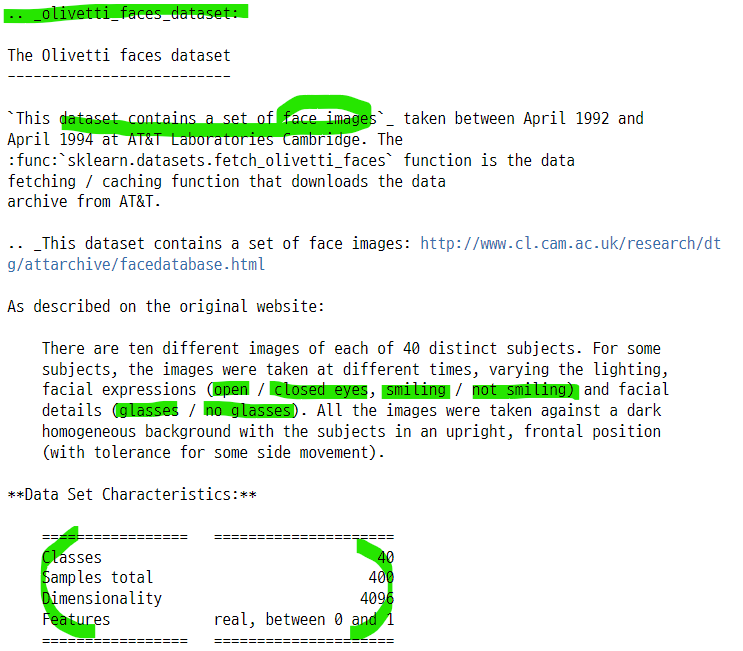 .. _olivetti_faces_dataset:
The Olivetti faces dataset
--------------------------
`This dataset contains a set of face images`_ taken between April 1992 and
April 1994 at AT&T Laboratories Cambridge. The
:func:`sklearn.datasets.fetch_olivetti_faces` function is the data
fetching / caching function that downloads the data
archive from AT&T.
.. _This dataset contains a set of face images: http://www.cl.cam.ac.uk/research/dt
g/attarchive/facedatabase.html
As described on the original website:
There are ten different images of each of 40 distinct subjects. For some
subjects, the images were taken at different times, varying the lighting,
facial expressions (open / closed eyes, smiling / not smiling) and facial
details (glasses / no glasses). All the images were taken against a dark
homogeneous background with the subjects in an upright, frontal position
(with tolerance for some side movement).
**Data Set Characteristics:**
================= =====================
Classes 40
Samples total 400
Dimensionality 4096
Features real, between 0 and 1
================= =====================